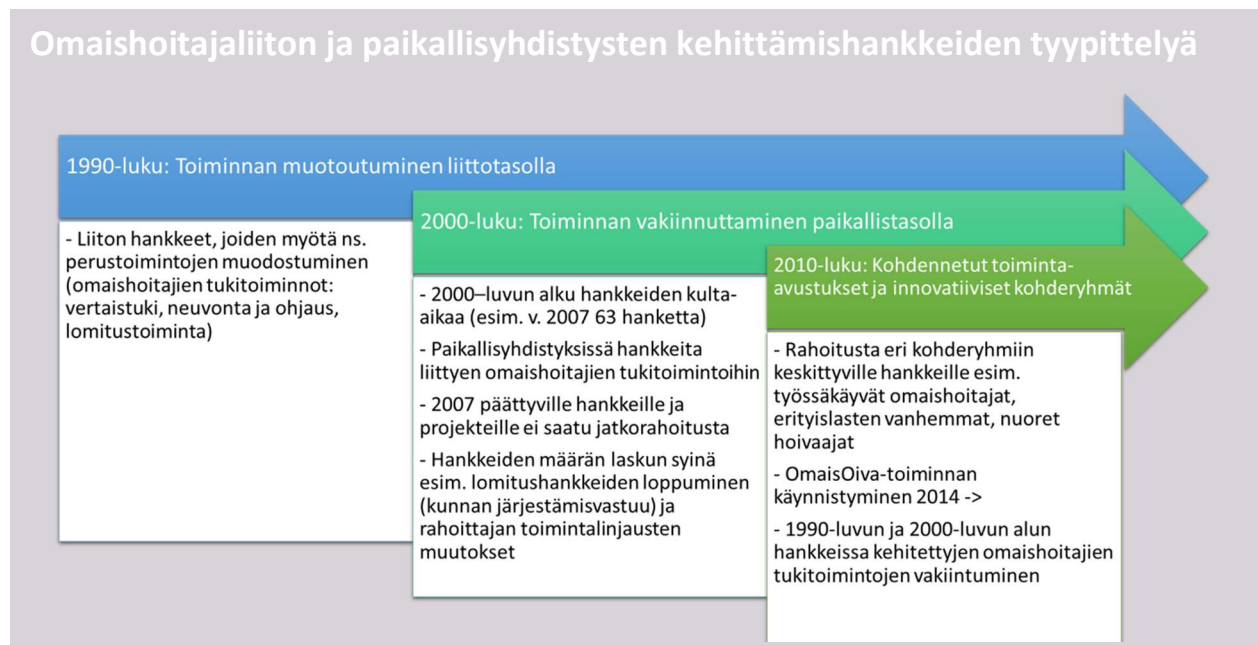 Omaishoitajaliiton ja paikallisyhdistysten kehittämishankkeiden tyypittelyä
1990-luku: Toiminnan muotoutuminen liittotasolla
- Liiton hankkeet, joiden myötä ns.
perustoimintojen muodostuminen
(omaishoitajien tukitoiminnot:
vertaistuki, neuvonta ja ohjaus,
lomitustoiminta)
2000-luku: Toiminnan vakiinnuttaminen paikallistasolla
- 2000–luvun alku hankkeiden kulta-
aikaa (esim. v. 2007 63 hanketta)
- Paikallisyhdistyksissä hankkeita
liittyen omaishoitajien tukitoimintoihin
- 2007 päättyville hankkeille ja
projekteille ei saatu jatkorahoitusta
- Hankkeiden määrän laskun syinä
esim. lomitushankkeiden loppuminen
(kunnan järjestämisvastuu) ja
rahoittajan toimintalinjausten
muutokset
2010-luku: Kohdennetut toiminta-
avustukset ja innovatiiviset kohderyhmät
- Rahoitusta eri kohderyhmiin
keskittyville hankkeille esim.
työssäkäyvät omaishoitajat,
erityislasten vanhemmat, nuoret
hoivaajat
- OmaisOiva-toiminnan
käynnistyminen 2014 ->
- 1990-luvun ja 2000-luvun alun
hankkeissa kehitettyjen omaishoitajien
tukitoimintojen vakiintuminen